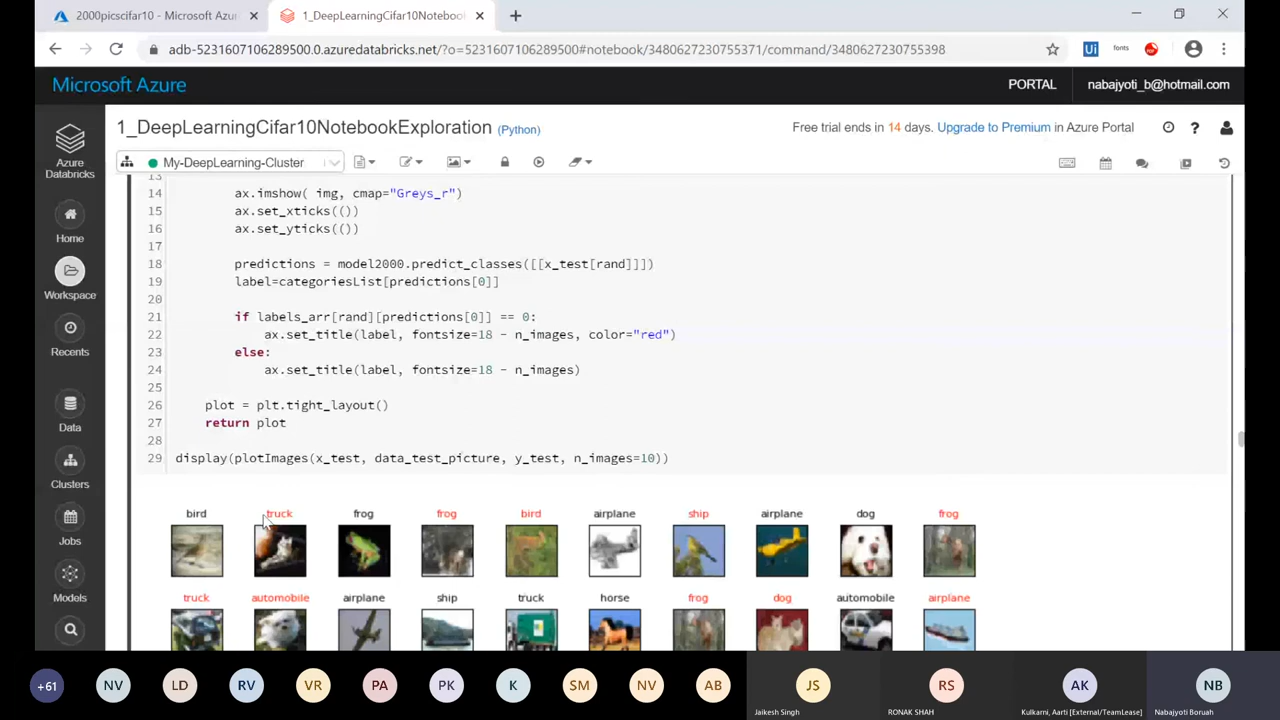 2000picscifar10 - Microsoft Azu
1_DeepLearningCifar10Notebook
adb-5231607106289500.0.azuredatabricks.net/?o=5231607106289500#notebook/3480627230755371/command/3480627230755398
Ui
fonts
Microsoft Azure
PORTAL
nabajyoti_b@hotmail.com
Azure Databricks
Home
Workspace
Recents
Data
Clusters
Jobs
Models
1_DeepLearningCifar10NotebookExploration (Python)
Free trial ends in 14 days. Upgrade to Premium in Azure Portal
?
My-DeepLearning-Cluster
13
14 ax.imshow( img, cmap="Greys_r")
15 ax.set_xticks(())
16 ax.set_yticks(())
17
18 predictions = model2000.predict_classes([[x_test[rand]]])
19 label=categoriesList[predictions[0]]
20
21 if labels_arr[rand][predictions[0]] == 0:
22 ax.set_title(label, fontsize=18 - n_images, color="red")
23 else:
24 ax.set_title(label, fontsize=18 - n_images)
25
26 plot = plt.tight_layout()
27 return plot
28
29 display(plotImages(x_test, data_test_picture, y_test, n_images=10))
bird truck frog frog bird airplane ship airplane dog frog
truck automobile airplane ship truck horse frog dog automobile airplane
+61 NV LD RV VR PA PK K SM NV AB JS RS AK NB
Jaikesh Singh
RONAK SHAH
Kulkarni, Aarti [External/TeamLease]
Nabajyoti Boruah